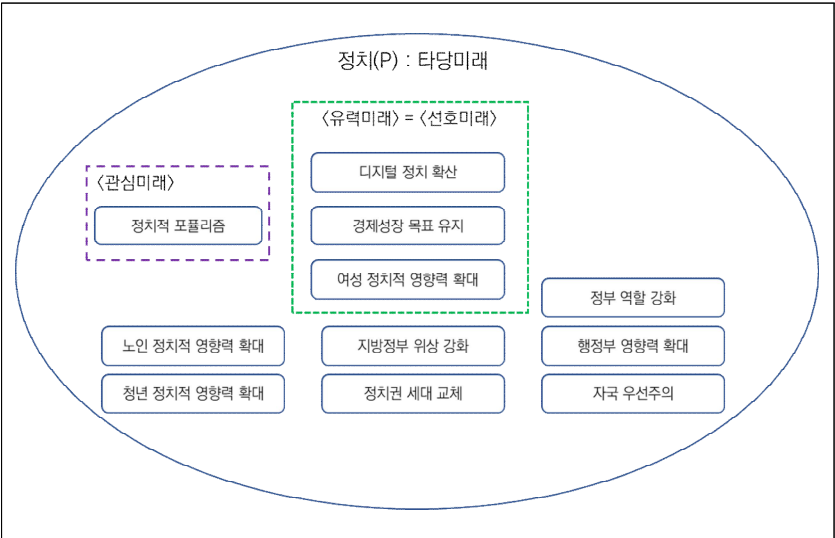 정치(P) : 타당미래
〈유력미래〉 = 〈선호미래〉
디지털 정치 확산
〈관심미래〉
정치적 포퓰리즘
경제성장 목표 유지
여성 정치적 영향력 확대
정부 역할 강화
노인 정치적 영향력 확대
지방정부 위상 강화
행정부 영향력 확대
청년 정치적 영향력 확대
정치권 세대 교체
자국 우선주의